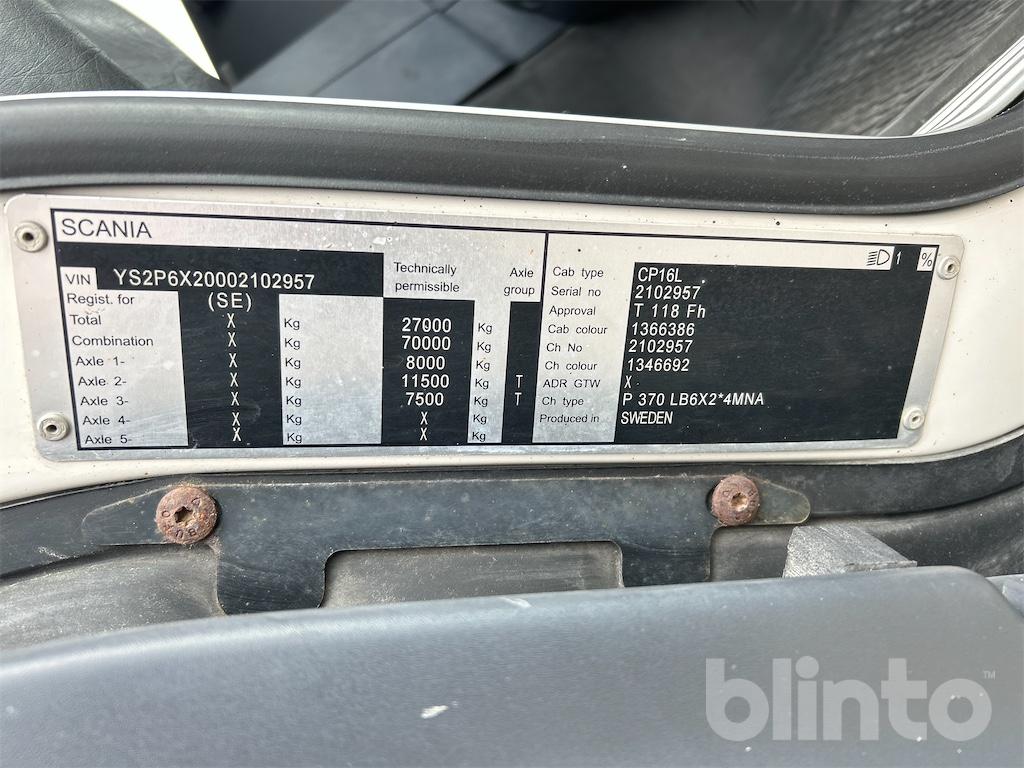 SCANIA
VIN YS2P6X20002102957
Technically permissible
Axle group
Regist. for (SE)
Total X Kg 27000 Kg
Combination X Kg 70000 Kg
Axle 1- X Kg 8000 Kg
Axle 2- X Kg 11500 Kg T
Axle 3- X Kg 7500 Kg T
Axle 4- X Kg X Kg
Axle 5- X Kg X Kg
1 %
Cab type CP16L
Serial no 2102957
Approval T 118 Fh
Cab colour 1366386
Ch No 2102957
Ch colour 1346692
ADR GTW X
Ch type P 370 LB6X2*4MNA
Produced in SWEDEN
blinto™